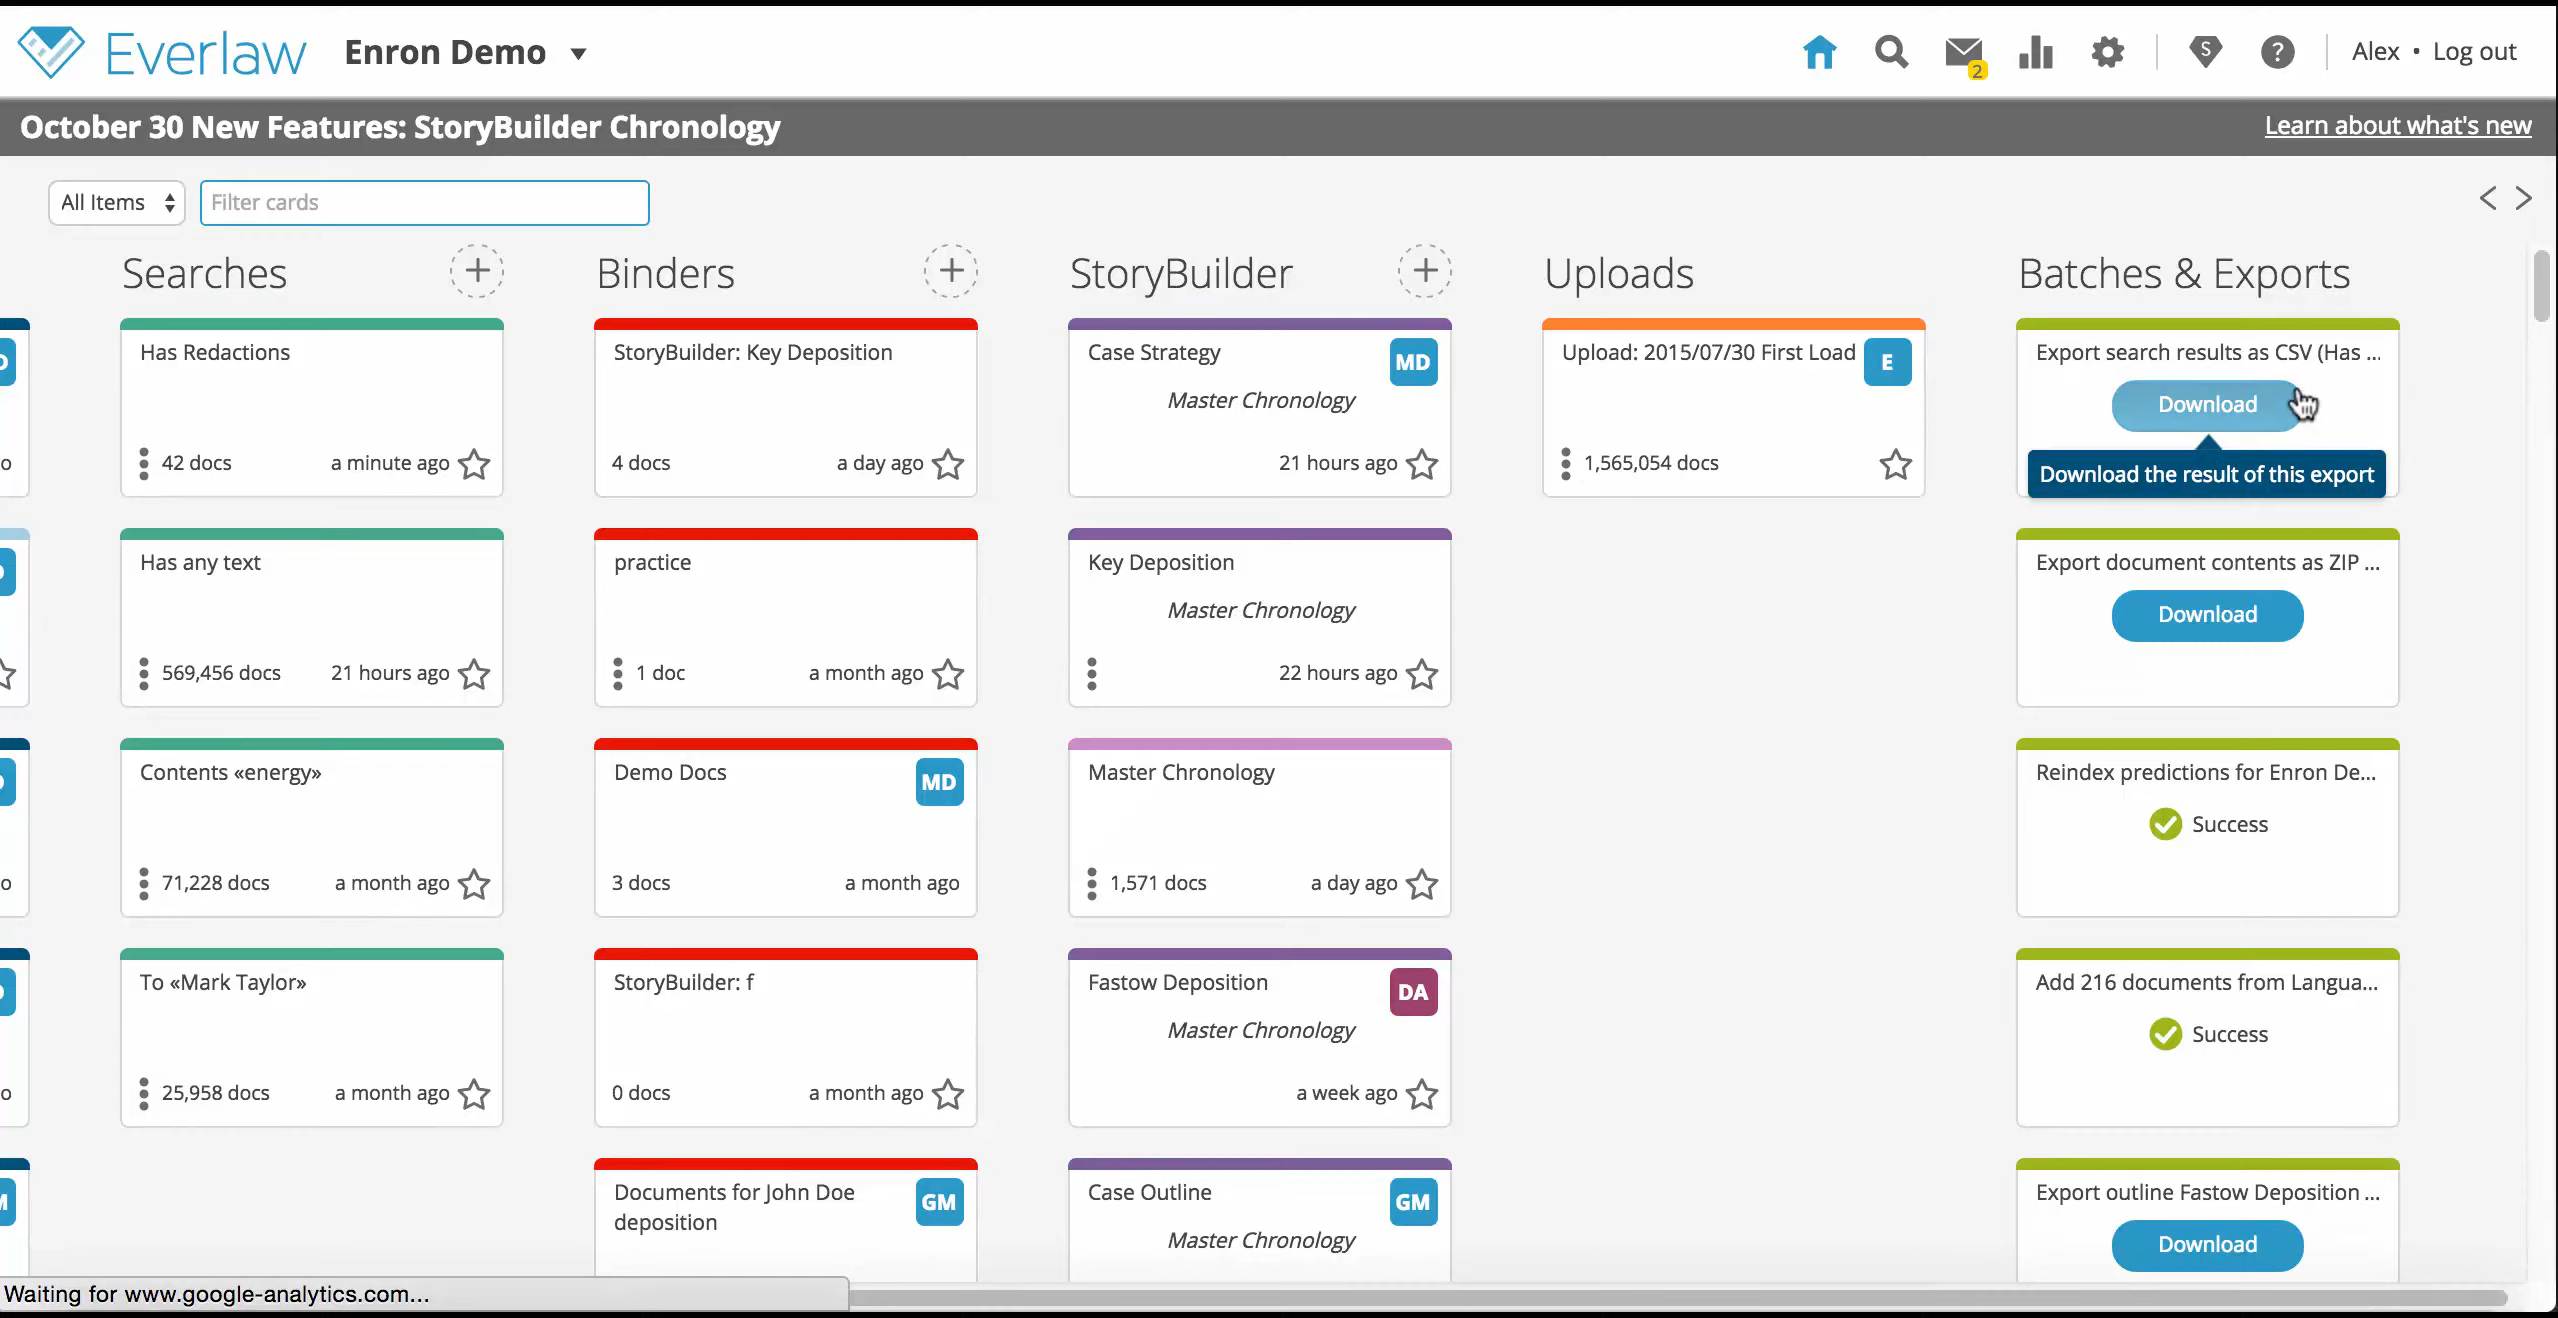 Everlaw Enron Demo
2
S
?
Alex • Log out
October 30 New Features: StoryBuilder Chronology
Learn about what's new
All Items
Filter cards
Searches
Has Redactions
42 docs a minute ago
Has any text
569,456 docs 21 hours ago
Contents «energy»
71,228 docs a month ago
To «Mark Taylor»
25,958 docs a month ago
Binders
StoryBuilder: Key Deposition
4 docs a day ago
practice
1 doc a month ago
Demo Docs
MD
3 docs a month ago
StoryBuilder: f
0 docs a month ago
Documents for John Doe
deposition
GM
StoryBuilder
Case Strategy
MD
Master Chronology
21 hours ago
Key Deposition
Master Chronology
22 hours ago
Master Chronology
1,571 docs a day ago
Fastow Deposition
DA
Master Chronology
a week ago
Case Outline
GM
Master Chronology
Uploads
Upload: 2015/07/30 First Load
E
1,565,054 docs
Batches & Exports
Export search results as CSV (Has ...
Download
Download the result of this export
Export document contents as ZIP ...
Download
Reindex predictions for Enron De...
Success
Add 216 documents from Langua...
Success
Export outline Fastow Deposition ...
Download
Waiting for www.google-analytics.com...